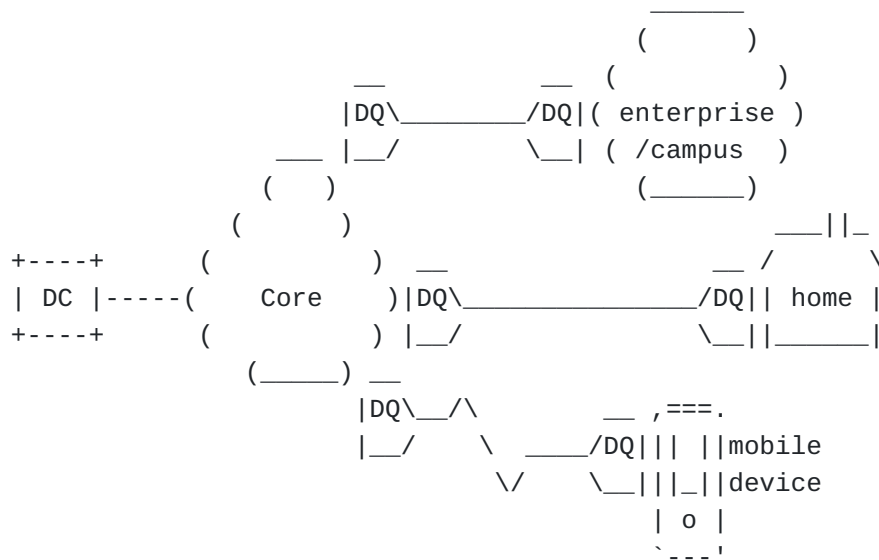 DQ DQ enterprise
/campus
DC Core DQ DQ home
DQ
DQ mobile
device
o